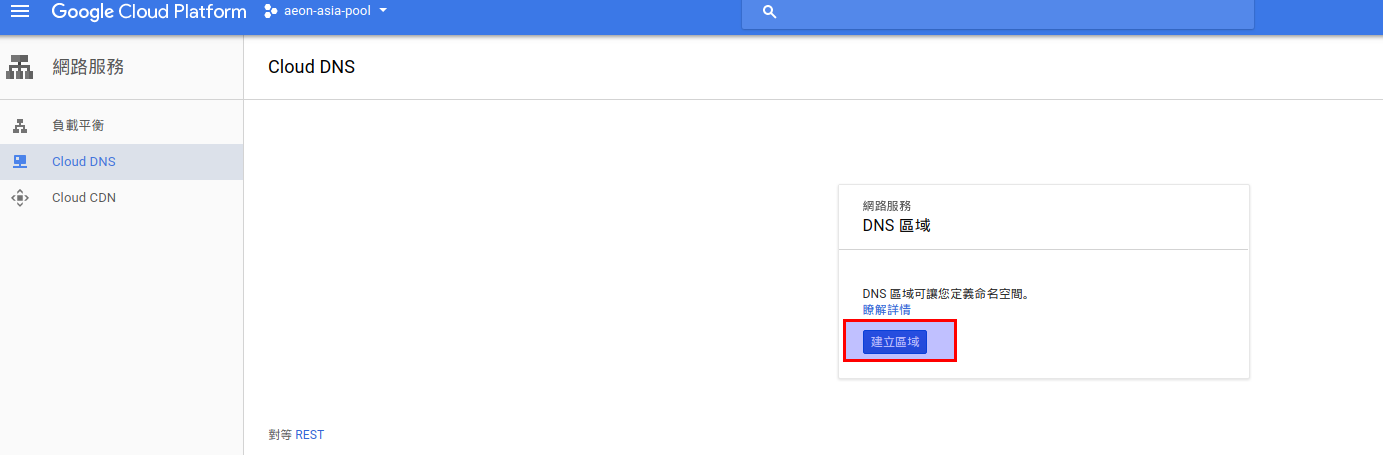 Google Cloud Platform
aeon-asia-pool
網路服務
Cloud DNS
負載平衡
Cloud DNS
Cloud CDN
網路服務
DNS 區域
DNS 區域可讓您定義命名空間。
瞭解詳情
建立區域
對等 REST